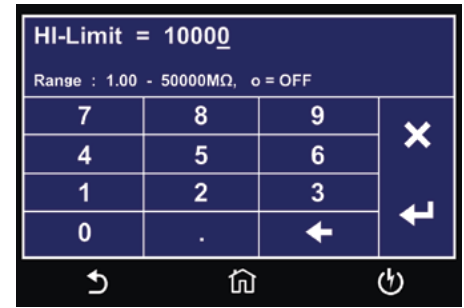 HI-Limit = 10000
Range : 1.00 - 50000MΩ, o = OFF
7 8 9
4 5 6
1 2 3
0 .